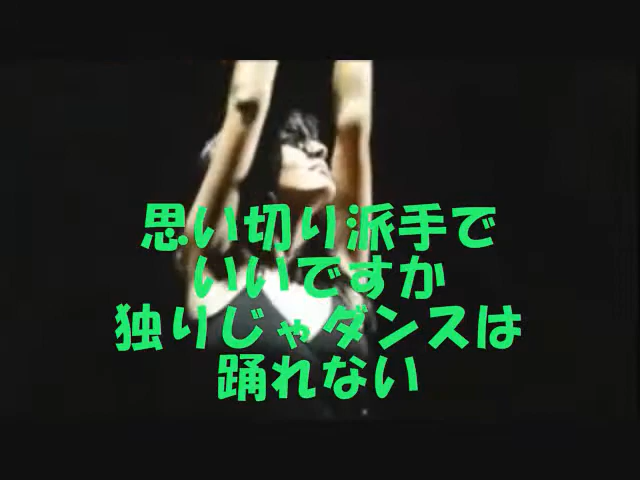 思い切り派手で
いいですか
独りじゃダンスは
踊れない